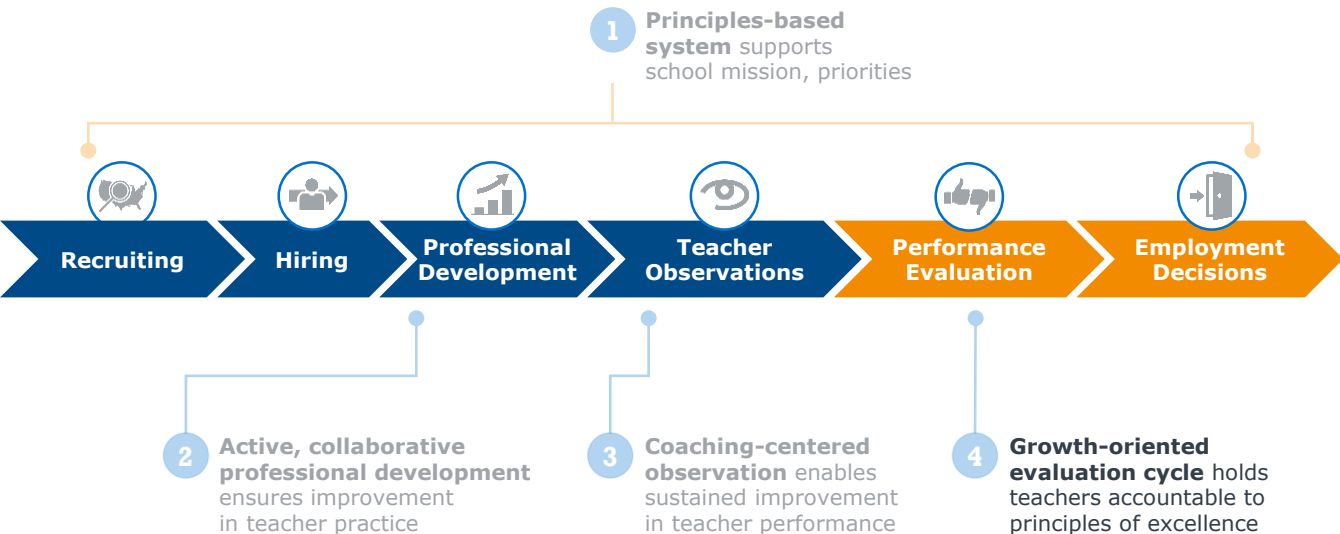 1
Principles-based
system supports
school mission, priorities
Recruiting
Hiring
Professional
Development
Teacher
Observations
Performance
Evaluation
Employment
Decisions
2
Active, collaborative
professional development
ensures improvement
in teacher practice
3
Coaching-centered
observation enables
sustained improvement
in teacher performance
4
Growth-oriented
evaluation cycle holds
teachers accountable to
principles of excellence